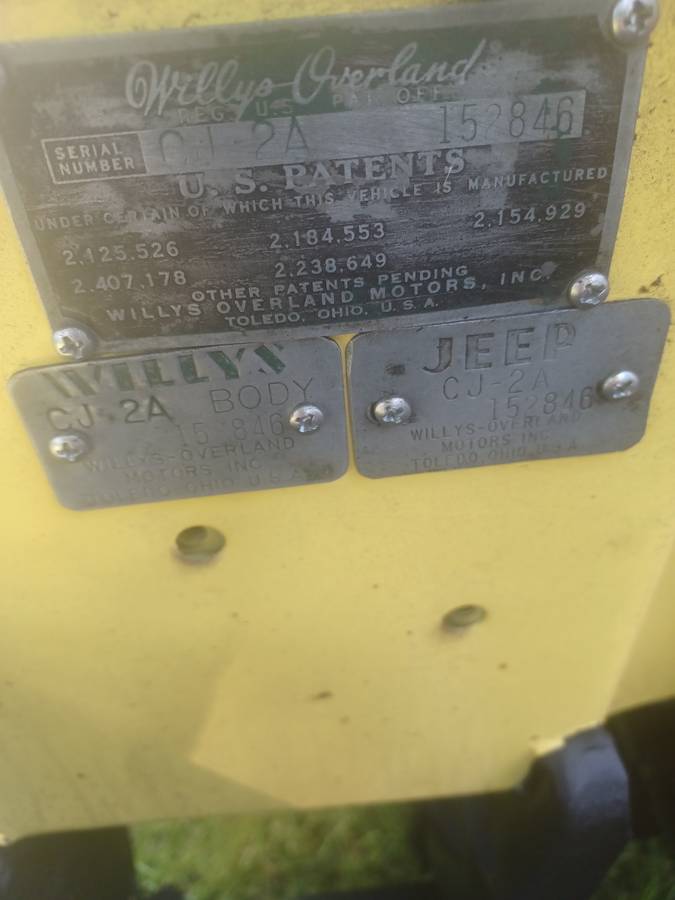 Willys-Overland
REG. U.S. PAT. OFF.
SERIAL NUMBER CJ-2A 152846
U. S. PATENTS
UNDER CERTAIN OF WHICH THIS VEHICLE IS MANUFACTURED
2,125,526 2,184,553 2,154,929
2,407,178 2,238,649
OTHER PATENTS PENDING
WILLYS OVERLAND MOTORS, INC.
TOLEDO, OHIO, U.S.A.
WILLYS
CJ-2A BODY
152846
WILLYS-OVERLAND
MOTORS INC
TOLEDO OHIO U.S.A
JEEP
CJ-2A
152846
WILLYS-OVERLAND
MOTORS INC
TOLEDO OHIO U.S.A